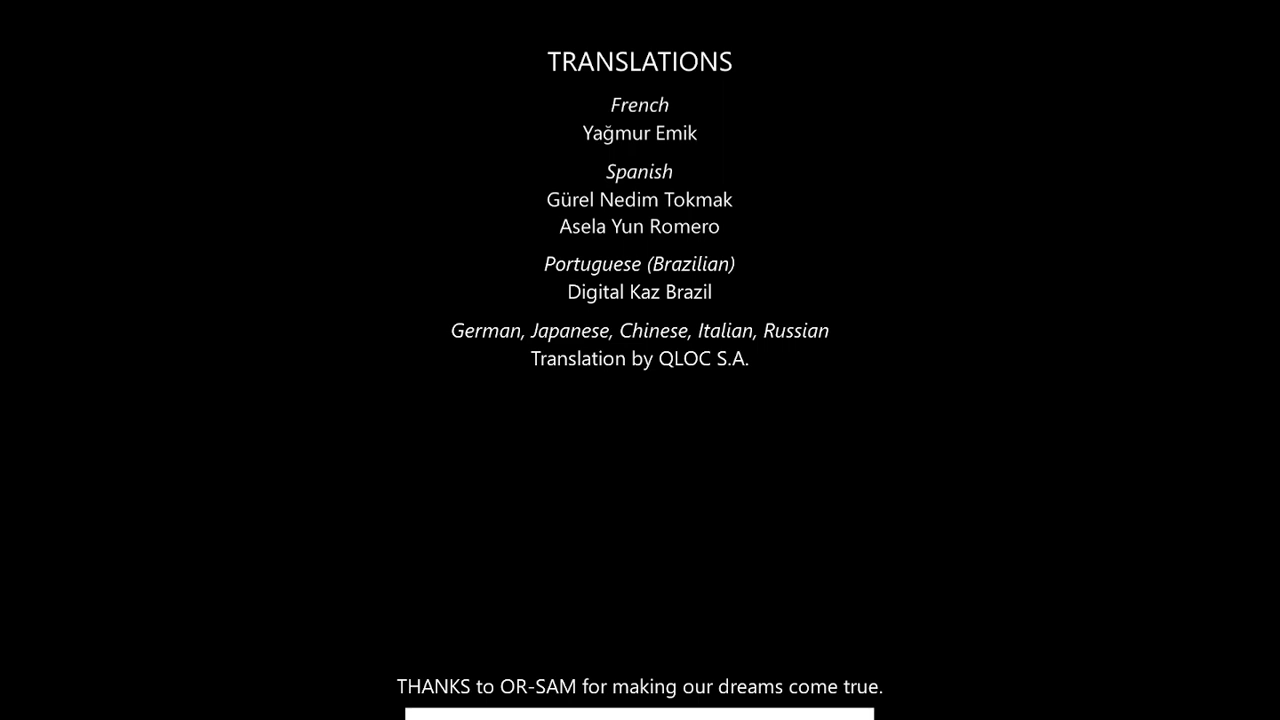 TRANSLATIONS
French
Yağmur Emik
Spanish
Gürel Nedim Tokmak
Asela Yun Romero
Portuguese (Brazilian)
Digital Kaz Brazil
German, Japanese, Chinese, Italian, Russian
Translation by QLOC S.A.
THANKS to OR-SAM for making our dreams come true.